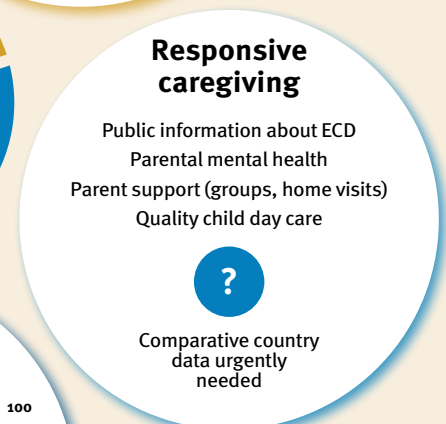 Responsive
caregiving
Public information about ECD
Parental mental health
Parent support (groups, home visits)
Quality child day care
?
Comparative country
data urgently
needed
100